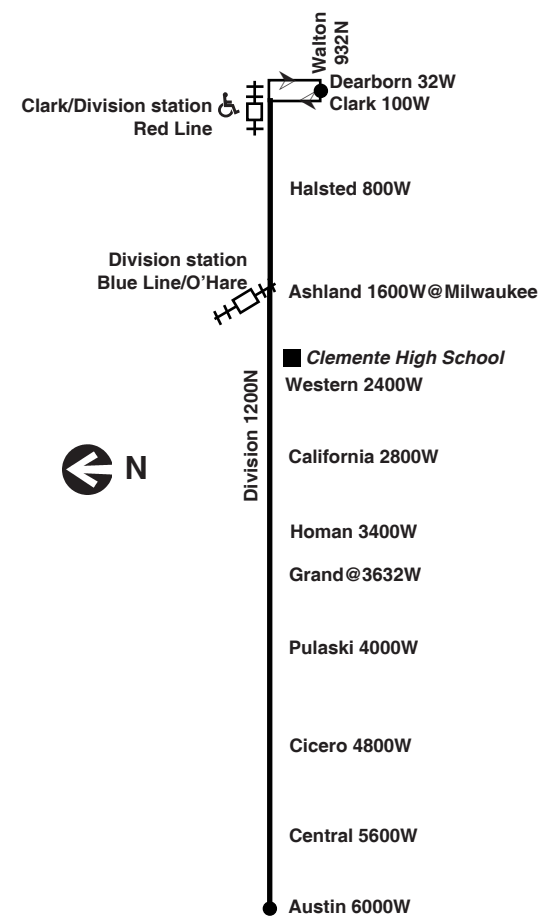 Walton
932N
Dearborn 32W
Clark 100W
Clark/Division station
Red Line
Halsted 800W
Division station
Blue Line/O'Hare
Ashland 1600W@Milwaukee
Clemente High School
Western 2400W
Division 1200N
California 2800W
N
Homan 3400W
Grand@3632W
Pulaski 4000W
Cicero 4800W
Central 5600W
Austin 6000W